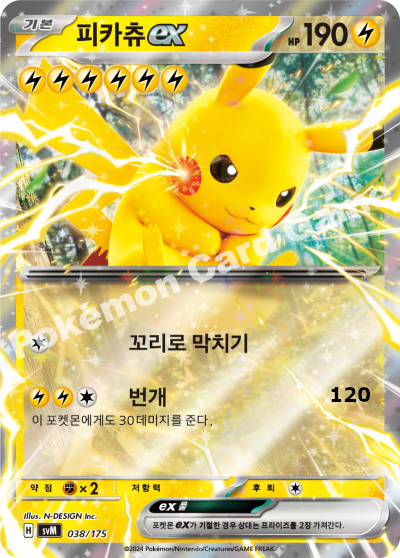 기본 피카츄ex HP 190
Pokémon Card Game
꼬리로 막치기
번개 120
이 포켓몬에게도 30데미지를 준다.
약점 ×2 저항력 후퇴
Illus. N-DESIGN Inc.
H svM 038/175
ex 룰
포켓몬 ex가 기절한 경우 상대는 프라이즈를 2장 가져간다.
©2024 Pokémon/Nintendo/Creatures/GAME FREAK.